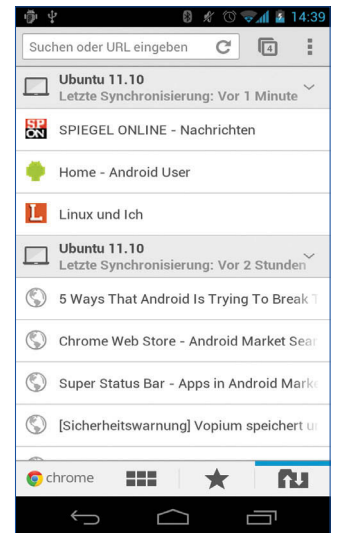 14:39
Suchen oder URL eingeben
4
Ubuntu 11.10
Letzte Synchronisierung: Vor 1 Minute
SP
ON
SPIEGEL ONLINE - Nachrichten
Home - Android User
L
Linux und Ich
Ubuntu 11.10
Letzte Synchronisierung: Vor 2 Stunden
5 Ways That Android Is Trying To Break
Chrome Web Store - Android Market Sear
Super Status Bar - Apps in Android Mark
[Sicherheitswarnung] Vopium speichert u
chrome